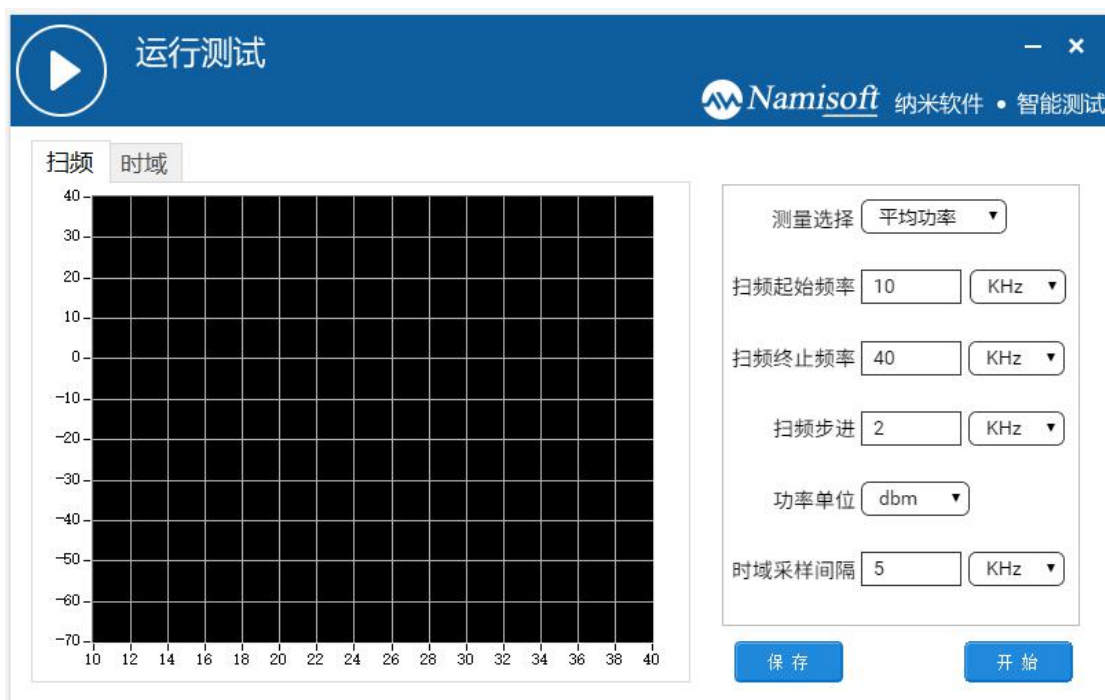 运行测试
Namisoft 纳米软件 • 智能测试
扫频 时域
40
30
20
10
0
-10
-20
-30
-40
-50
-60
-70
10 12 14 16 18 20 22 24 26 28 30 32 34 36 38 40
测量选择 平均功率
扫频起始频率 10 KHz
扫频终止频率 40 KHz
扫频步进 2 KHz
功率单位 dbm
时域采样间隔 5 KHz
保存 开始